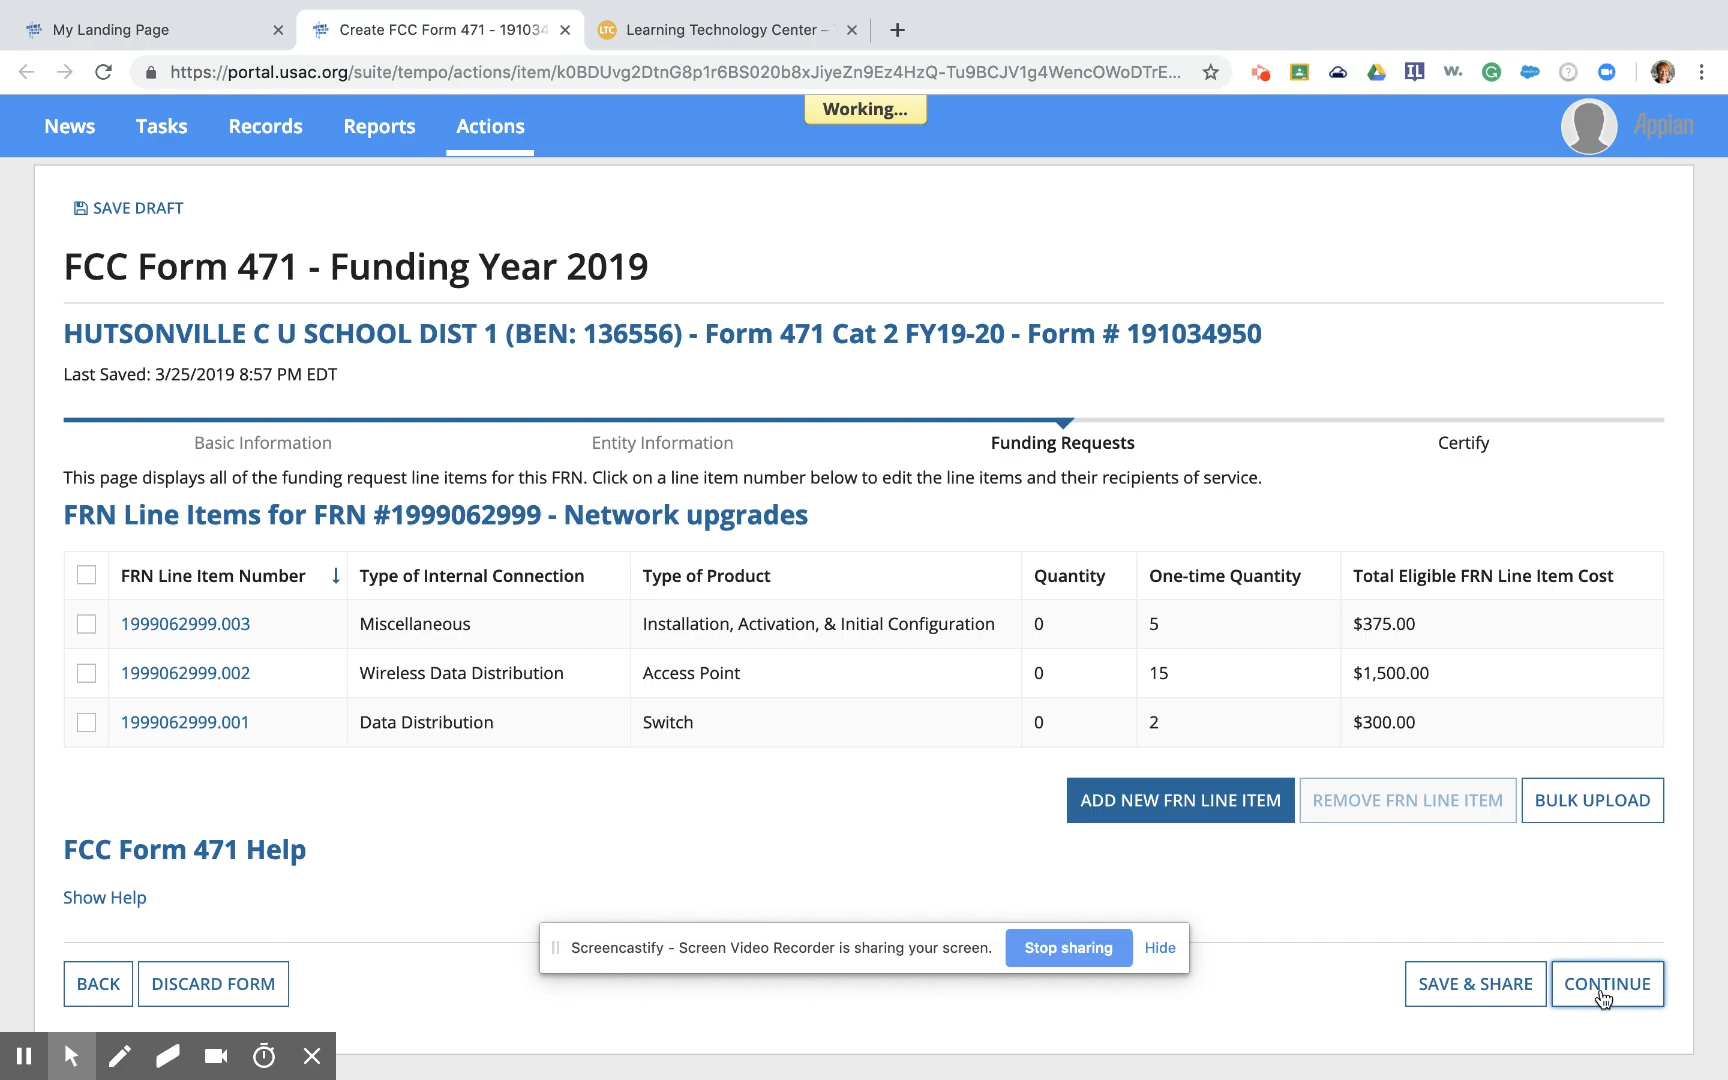 My Landing Page
Create FCC Form 471 - 191034
LTC
Learning Technology Center –
https://portal.usac.org/suite/tempo/actions/item/k0BDUvg2DtnG8p1r6BS020b8xJiyeZn9Ez4HzQ-Tu9BCJV1g4WencOWoDTrE...
IL
w.
G
?
News
Tasks
Records
Reports
Actions
Working...
Appian
SAVE DRAFT
FCC Form 471 - Funding Year 2019
HUTSONVILLE C U SCHOOL DIST 1 (BEN: 136556) - Form 471 Cat 2 FY19-20 - Form # 191034950
Last Saved: 3/25/2019 8:57 PM EDT
Basic Information
Entity Information
Funding Requests
Certify
This page displays all of the funding request line items for this FRN. Click on a line item number below to edit the line items and their recipients of service.
FRN Line Items for FRN #1999062999 - Network upgrades
FRN Line Item Number ↓ Type of Internal Connection Type of Product Quantity One-time Quantity Total Eligible FRN Line Item Cost
1999062999.003 Miscellaneous Installation, Activation, & Initial Configuration 0 5 $375.00
1999062999.002 Wireless Data Distribution Access Point 0 15 $1,500.00
1999062999.001 Data Distribution Switch 0 2 $300.00
ADD NEW FRN LINE ITEM
REMOVE FRN LINE ITEM
BULK UPLOAD
FCC Form 471 Help
Show Help
Screencastify - Screen Video Recorder is sharing your screen.
Stop sharing
Hide
BACK
DISCARD FORM
SAVE & SHARE
CONTINUE